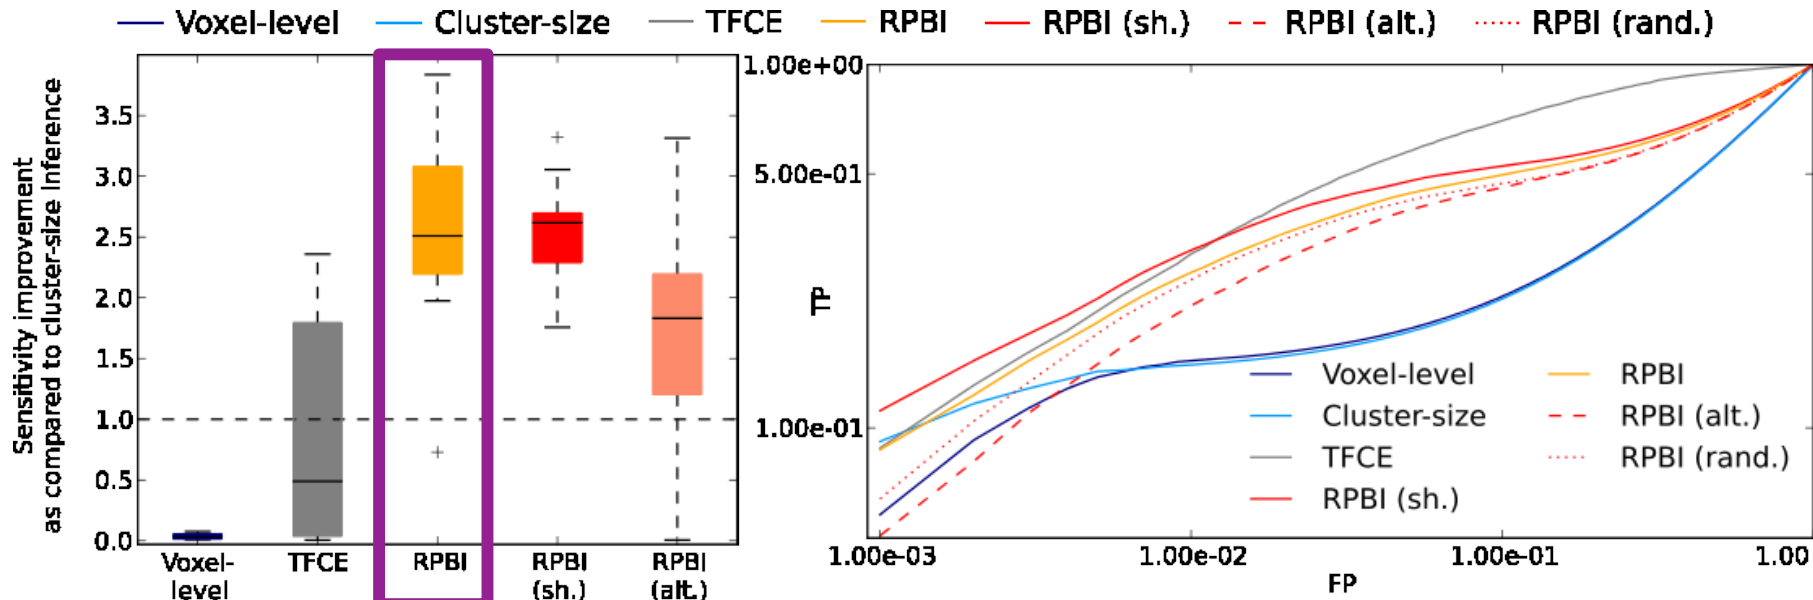 Voxel-level Cluster-size TFCE RPBI RPBI (sh.) RPBI (alt.) RPBI (rand.)
Sensitivity improvement
as compared to cluster-size Inference
3.5
3.0
2.5
2.0
1.5
1.0
0.5
0.0
Voxel-
level
TFCE
RPBI
RPBI
(sh.)
RPBI
(alt.)
TP
1.00e+00
5.00e-01
1.00e-01
Voxel-level
Cluster-size
TFCE
RPBI (sh.)
RPBI
RPBI (alt.)
RPBI (rand.)
1.00e-03 1.00e-02 1.00e-01 1.00
FP